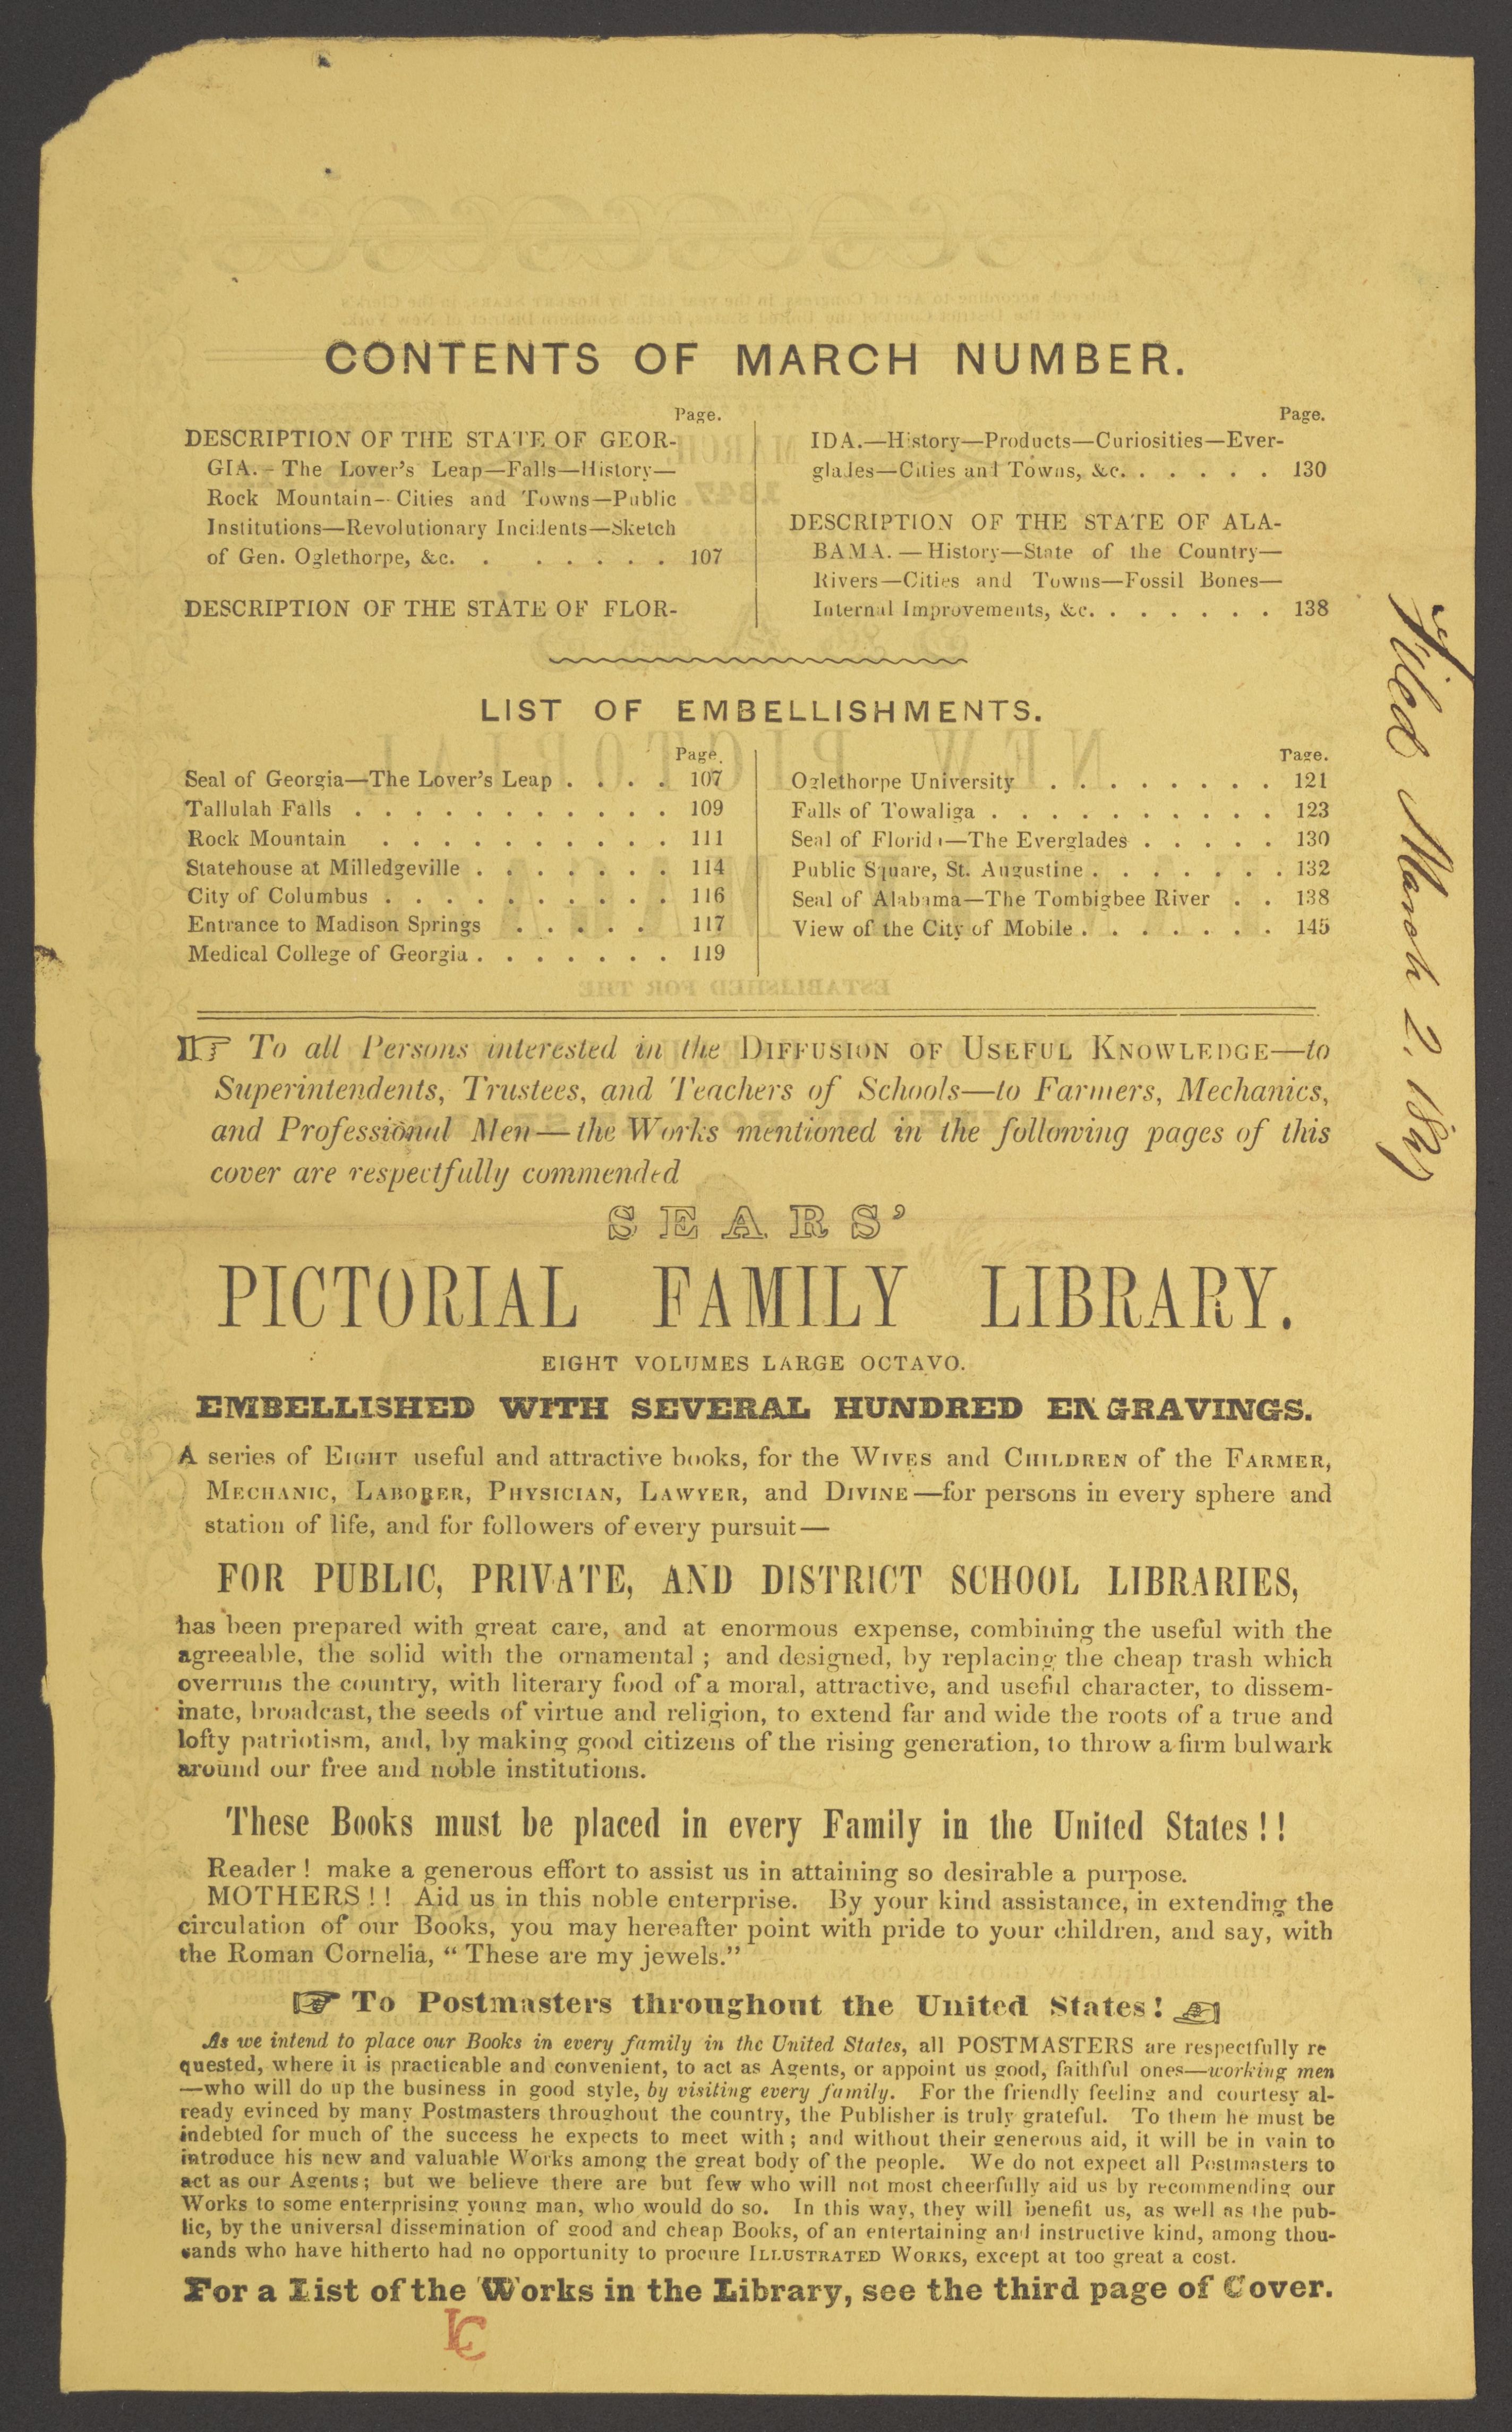 CONTENTS OF MARCH NUMBER.
Page.
DESCRIPTION OF THE STATE OF GEOR-
GIA.—The Lover's Leap—Falls—History—
Rock Mountain—Cities and Towns—Public
Institutions—Revolutionary Incidents—Sketch
of Gen. Oglethorpe, &c. . . . . . . . 107
DESCRIPTION OF THE STATE OF FLOR-
Page.
IDA.—History—Products—Curiosities—Ever-
glades—Cities and Towns, &c. . . . . . 130
DESCRIPTION OF THE STATE OF ALA-
BAMA.—History—State of the Country—
Rivers—Cities and Towns—Fossil Bones—
Internal Improvements, &c. . . . . . . 138
LIST OF EMBELLISHMENTS.
Page.
Seal of Georgia—The Lover's Leap . . . . 107
Tallulah Falls . . . . . . . . . . . 109
Rock Mountain . . . . . . . . . . 111
Statehouse at Milledgeville . . . . . . . 114
City of Columbus . . . . . . . . . . 116
Entrance to Madison Springs . . . . . 117
Medical College of Georgia . . . . . . . 119
Page.
Oglethorpe University . . . . . . . . 121
Falls of Towaliga . . . . . . . . . . 123
Seal of Florida—The Everglades . . . . . 130
Public Square, St. Augustine . . . . . . . 132
Seal of Alabama—The Tombigbee River . . 138
View of the City of Mobile . . . . . . . 145
☞ To all Persons interested in the DIFFUSION OF USEFUL KNOWLEDGE—to
Superintendents, Trustees, and Teachers of Schools—to Farmers, Mechanics,
and Professional Men—the Works mentioned in the following pages of this
cover are respectfully commended
SEARS'
PICTORIAL FAMILY LIBRARY.
EIGHT VOLUMES LARGE OCTAVO.
EMBELLISHED WITH SEVERAL HUNDRED ENGRAVINGS.
A series of EIGHT useful and attractive books, for the WIVES and CHILDREN of the FARMER,
MECHANIC, LABORER, PHYSICIAN, LAWYER, and DIVINE—for persons in every sphere and
station of life, and for followers of every pursuit—
FOR PUBLIC, PRIVATE, AND DISTRICT SCHOOL LIBRARIES,
has been prepared with great care, and at enormous expense, combining the useful with the
agreeable, the solid with the ornamental; and designed, by replacing the cheap trash which
overruns the country, with literary food of a moral, attractive, and useful character, to dissem-
inate, broadcast, the seeds of virtue and religion, to extend far and wide the roots of a true and
lofty patriotism, and, by making good citizens of the rising generation, to throw a firm bulwark
around our free and noble institutions.
These Books must be placed in every Family in the United States!!
Reader! make a generous effort to assist us in attaining so desirable a purpose.
MOTHERS!! Aid us in this noble enterprise. By your kind assistance, in extending the
circulation of our Books, you may hereafter point with pride to your children, and say, with
the Roman Cornelia, "These are my jewels."
☞ To Postmasters throughout the United States! ☜
As we intend to place our Books in every family in the United States, all POSTMASTERS are respectfully re
quested, where it is practicable and convenient, to act as Agents, or appoint us good, faithful ones—working men
—who will do up the business in good style, by visiting every family. For the friendly feeling and courtesy al-
ready evinced by many Postmasters throughout the country, the Publisher is truly grateful. To them he must be
indebted for much of the success he expects to meet with; and without their generous aid, it will be in vain to
introduce his new and valuable Works among the great body of the people. We do not expect all Postmasters to
act as our Agents; but we believe there are but few who will not most cheerfully aid us by recommending our
Works to some enterprising young man, who would do so. In this way, they will benefit us, as well as the pub-
lic, by the universal dissemination of good and cheap Books, of an entertaining and instructive kind, among thou-
sands who have hitherto had no opportunity to procure ILLUSTRATED WORKS, except at too great a cost.
For a List of the Works in the Library, see the third page of Cover.
LC
Filed March 2. 1847